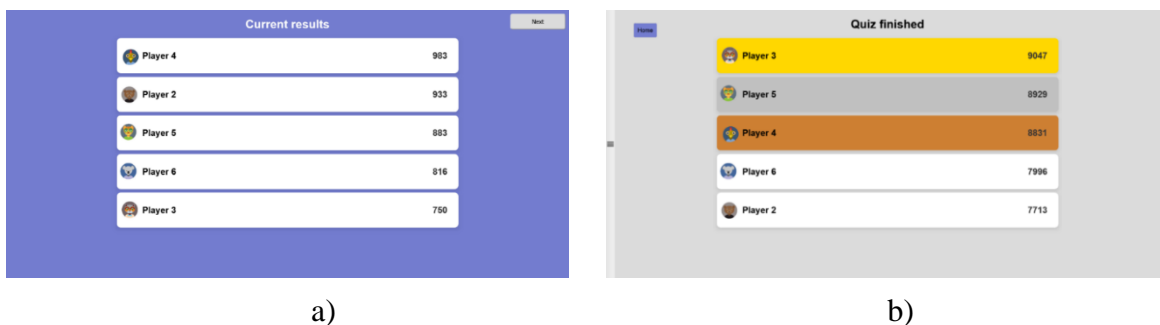 Current results
Next
Player 4 983
Player 2 933
Player 5 883
Player 6 816
Player 3 750
a)
Quiz finished
Home
Player 3 9047
Player 5 8929
Player 4 8831
Player 6 7996
Player 2 7713
b)